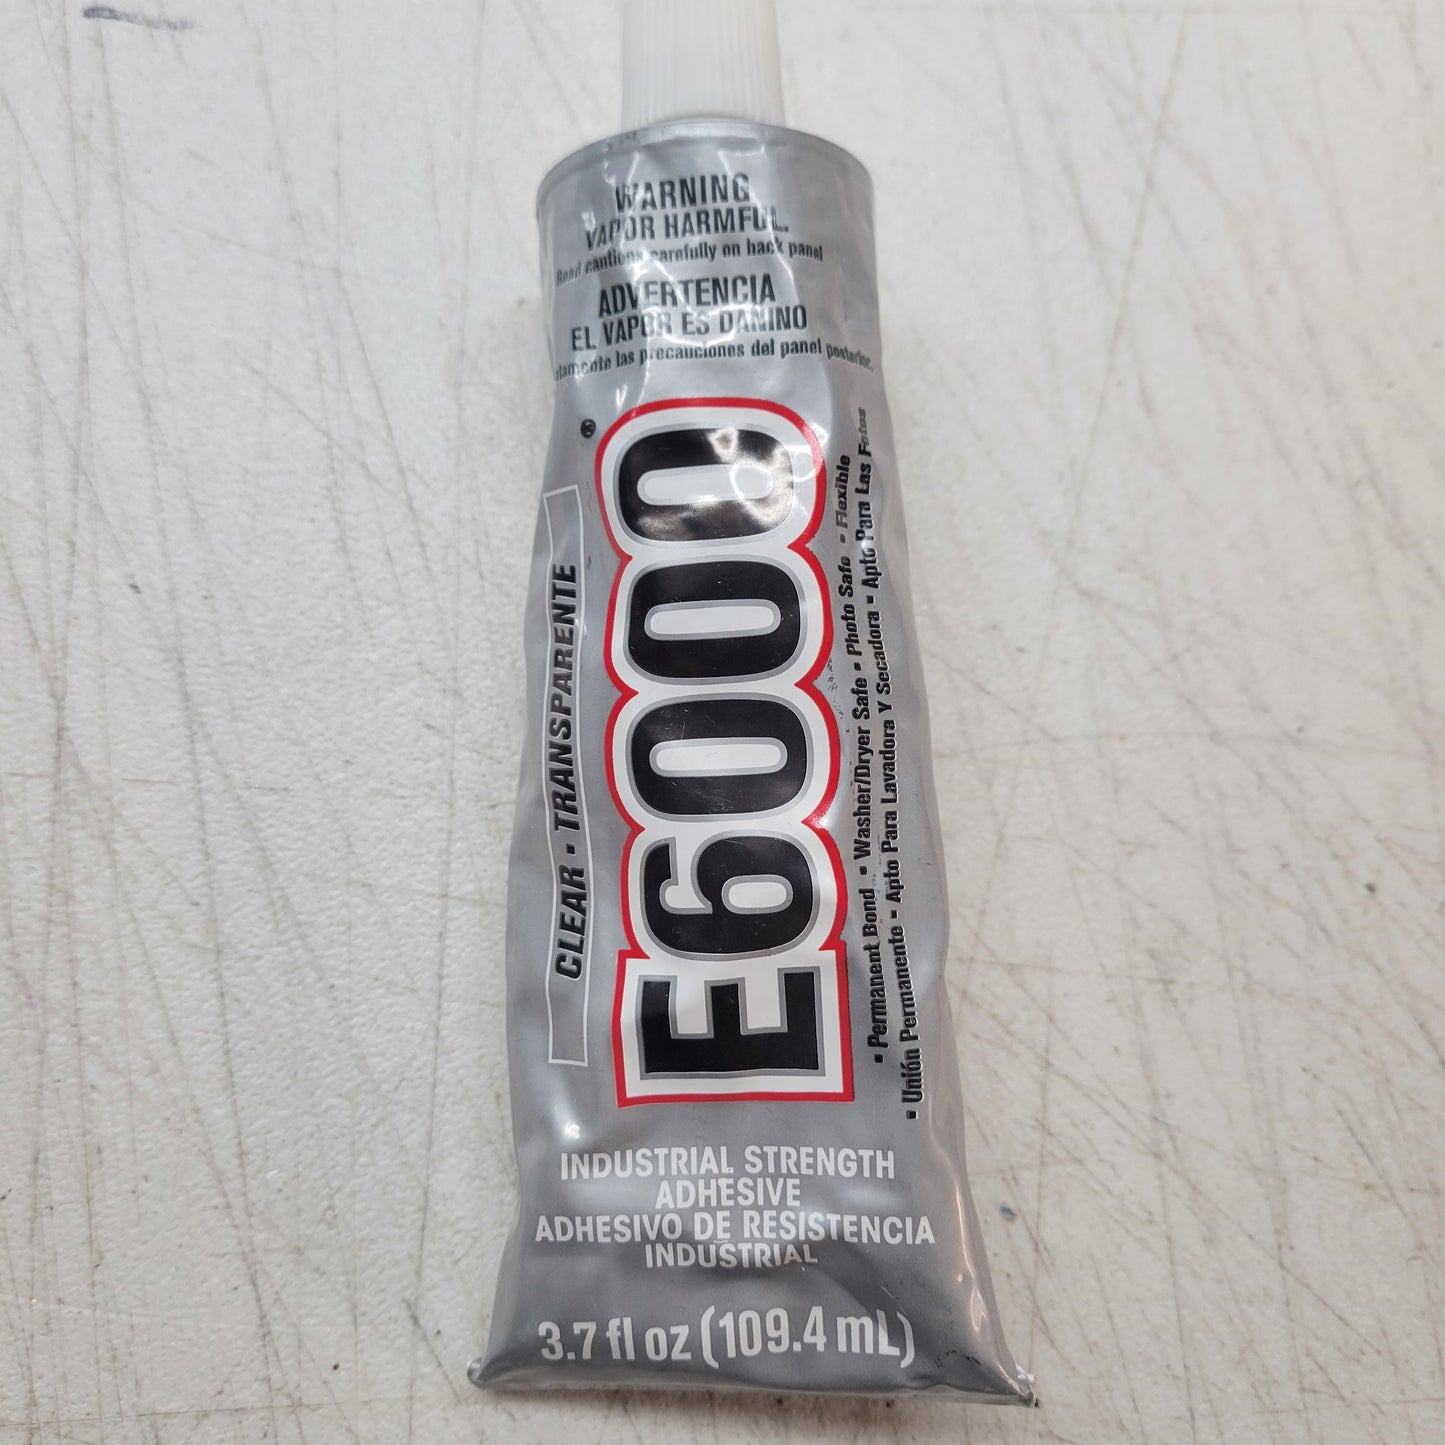 WARNING
VAPOR HARMFUL.
Read cautions carefully on back panel
ADVERTENCIA
EL VAPOR ES DANINO
las precauciones del panel posterior.
CLEAR • TRANSPARENTE
E6000®
• Permanent Bond • Washer/Dryer Safe • Photo Safe • Flexible
• Unión Permanente • Apto Para Lavadora Y Secadora • Apto Para Las Fotos
INDUSTRIAL STRENGTH
ADHESIVE
ADHESIVO DE RESISTENCIA
INDUSTRIAL
3.7 fl oz (109.4 mL)